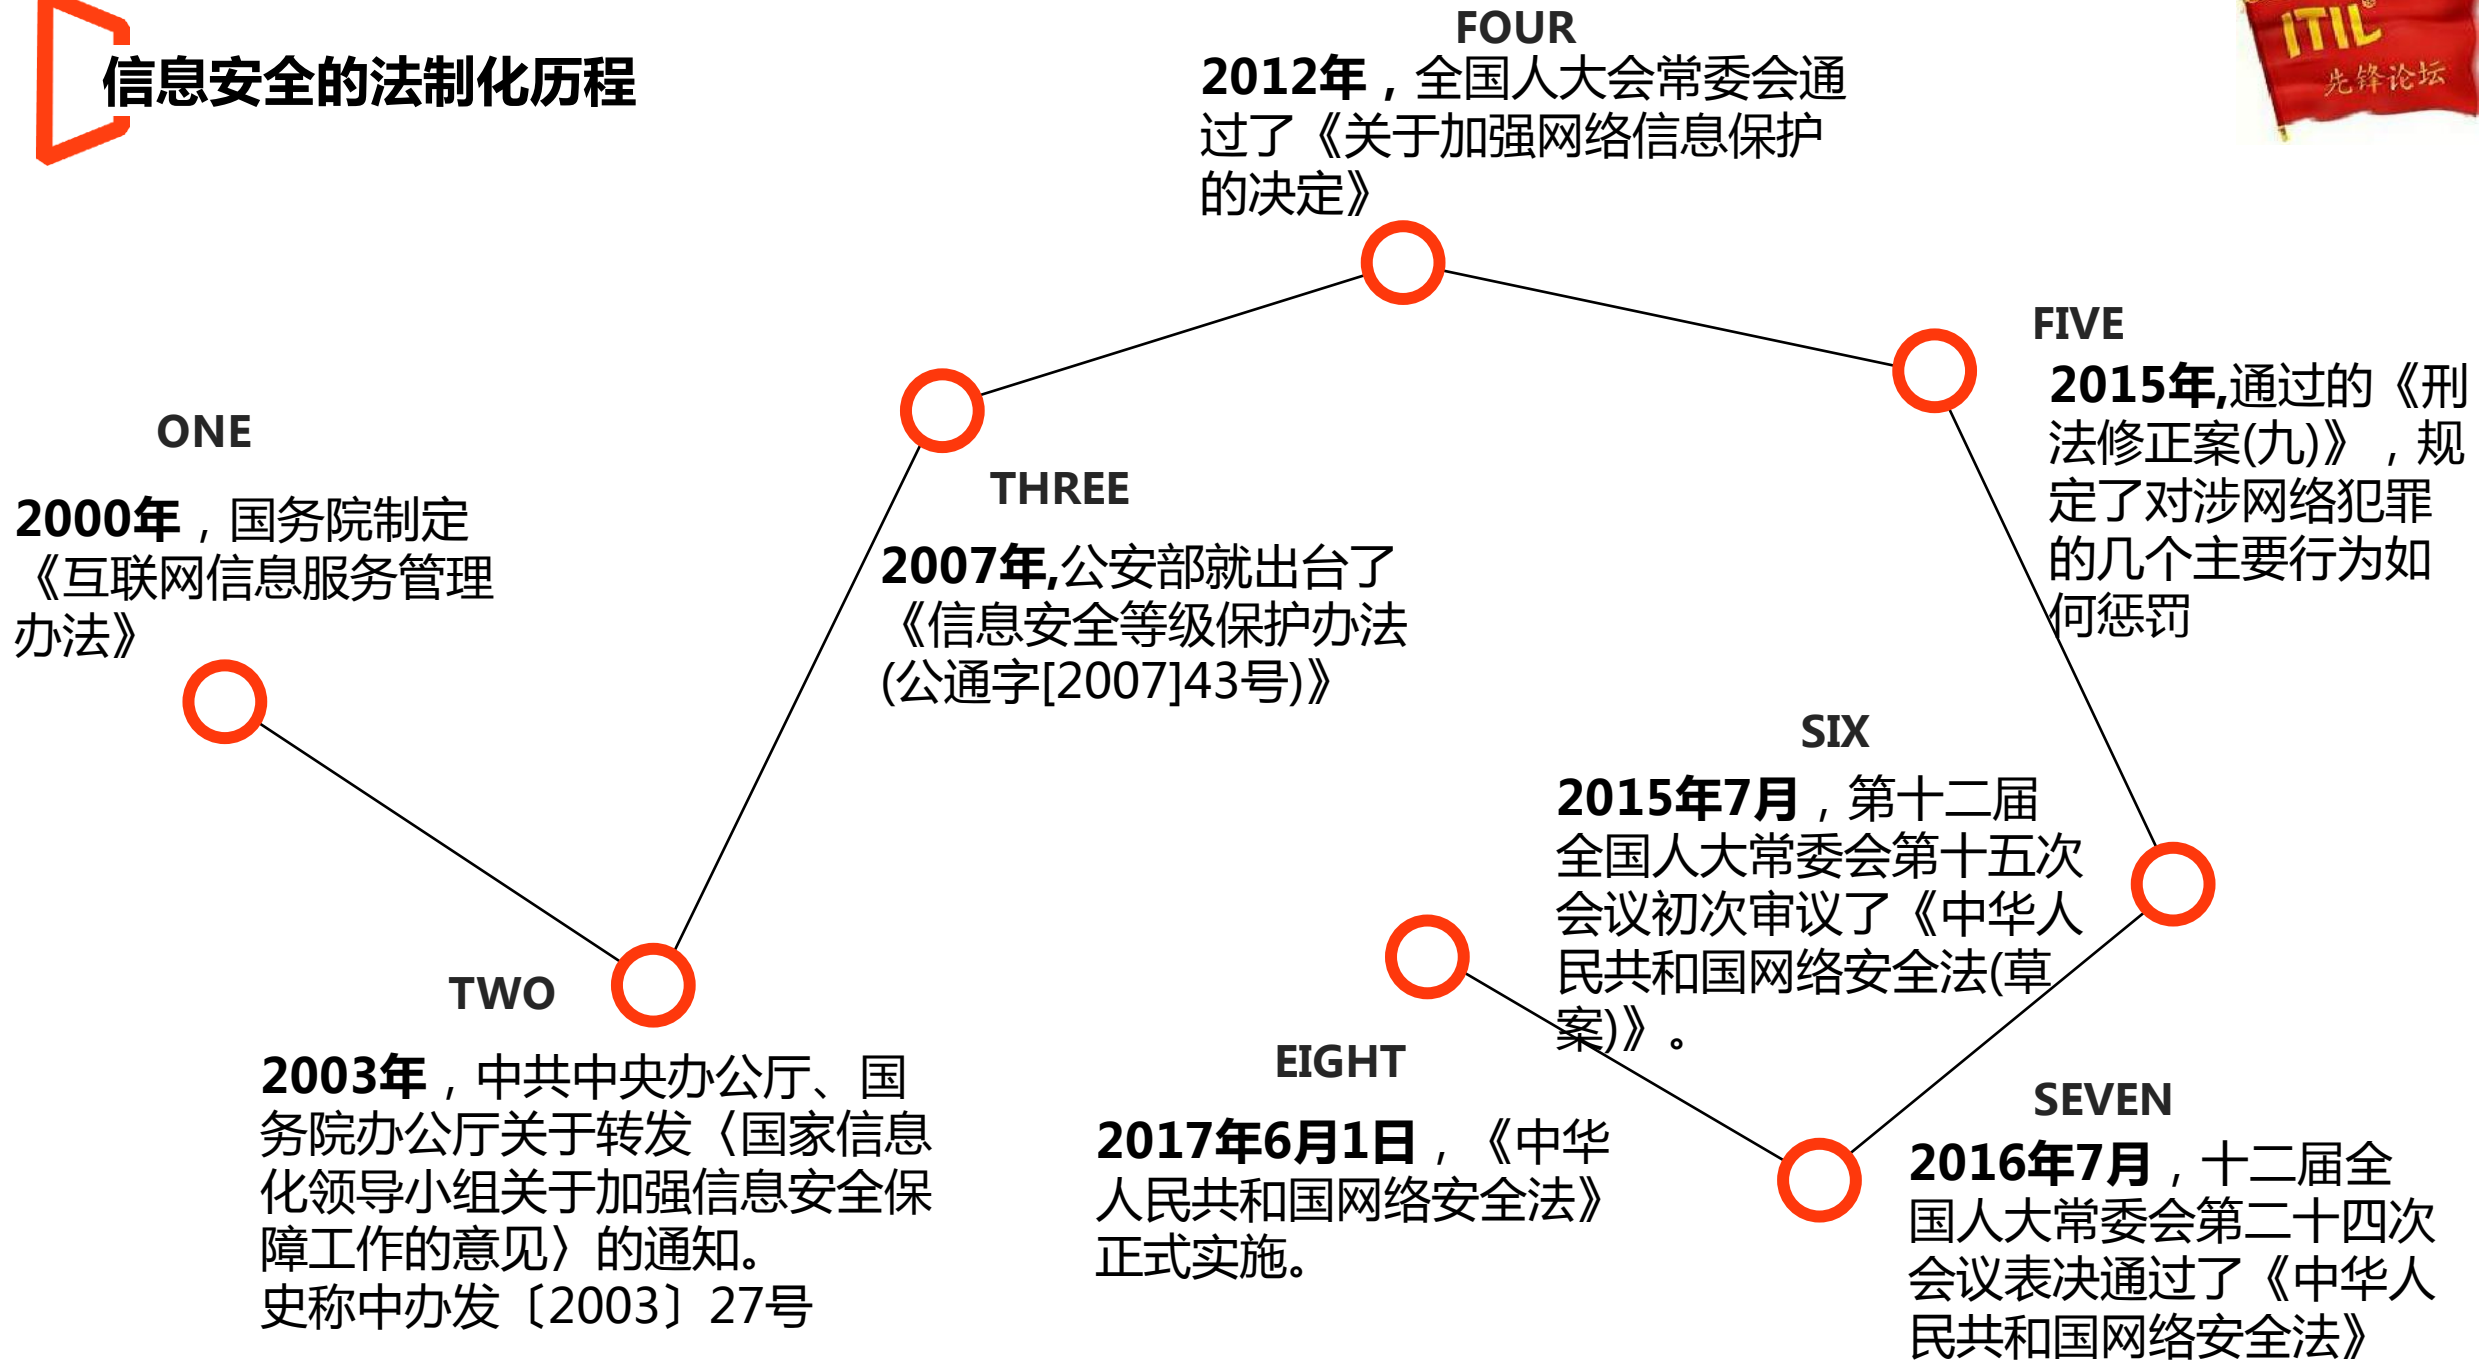 信息安全的法制化历程
ITIL®
先锋论坛
ONE
2000年，国务院制定
《互联网信息服务管理
办法》
TWO
2003年，中共中央办公厅、国
务院办公厅关于转发〈国家信息
化领导小组关于加强信息安全保
障工作的意见〉的通知。
史称中办发〔2003〕27号
THREE
2007年,公安部就出台了
《信息安全等级保护办法
(公通字[2007]43号)》
FOUR
2012年，全国人大会常委会通
过了《关于加强网络信息保护
的决定》
FIVE
2015年,通过的《刑
法修正案(九)》，规
定了对涉网络犯罪
的几个主要行为如
何惩罚
SIX
2015年7月，第十二届
全国人大常委会第十五次
会议初次审议了《中华人
民共和国网络安全法(草
案)》。
SEVEN
2016年7月，十二届全
国人大常委会第二十四次
会议表决通过了《中华人
民共和国网络安全法》
EIGHT
2017年6月1日，《中华
人民共和国网络安全法》
正式实施。